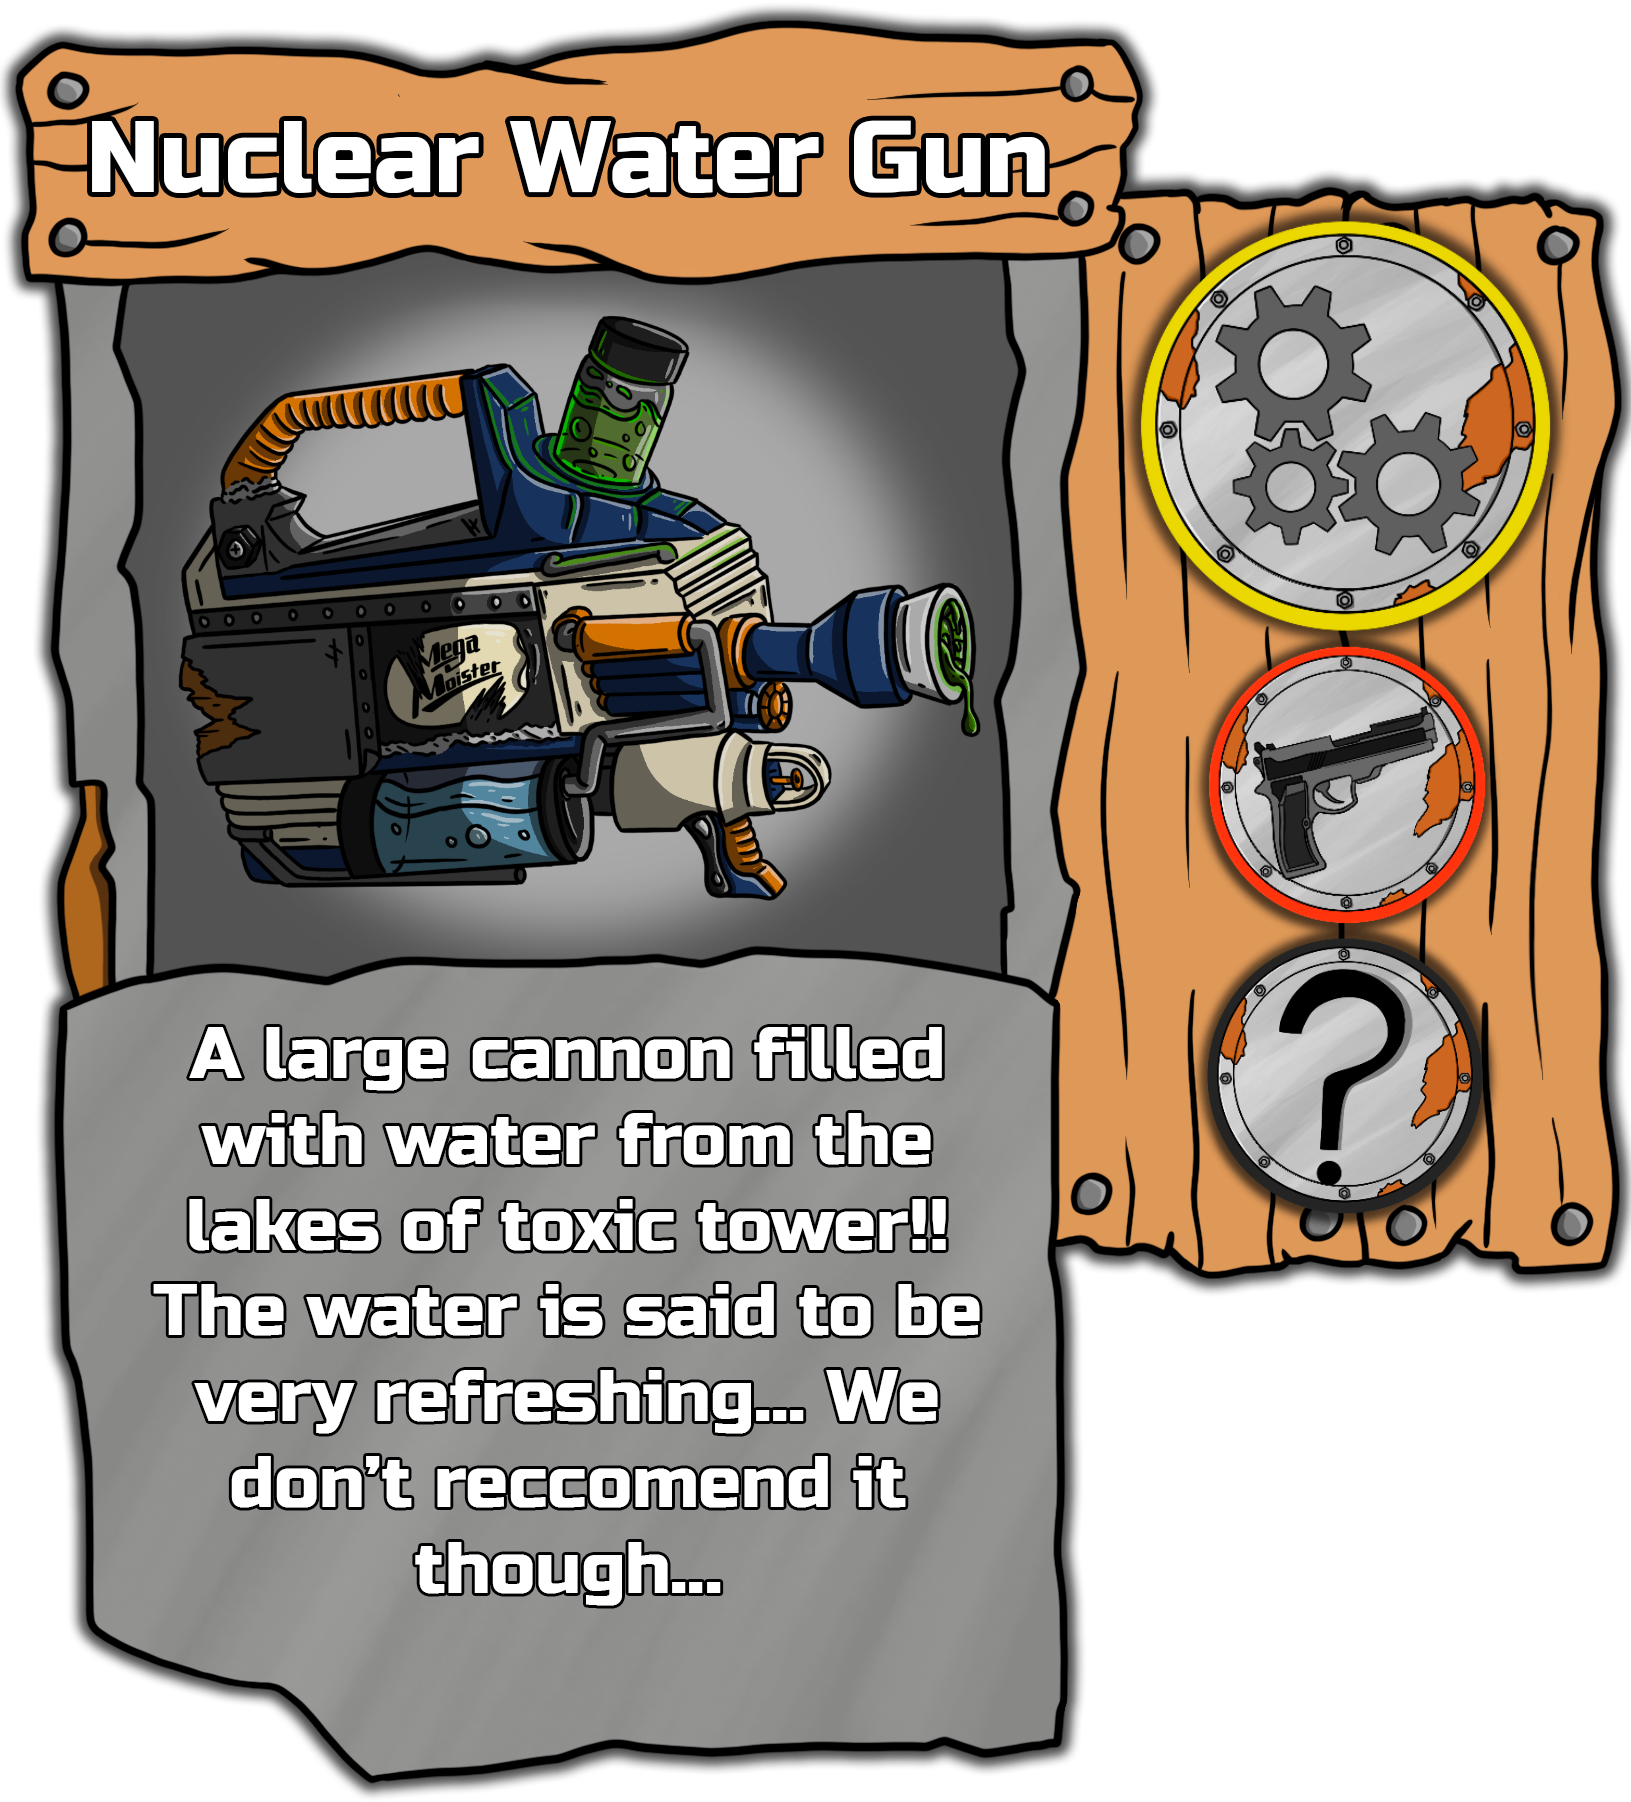 Nuclear Water Gun
Mega
Moister
A large cannon filled
with water from the
lakes of toxic tower!!
The water is said to be
very refreshing... We
don't reccomend it
though...
?